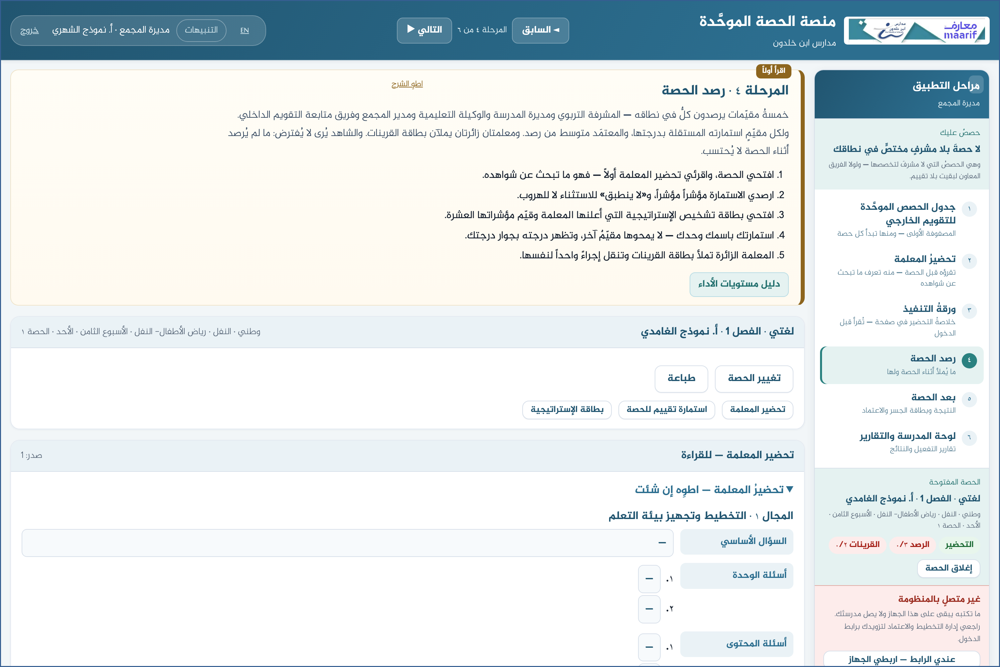 معارف
maarif
مدارس
ابن خلدون
Ibn Khaldun Schools
منصة الحصة الموحَّدة
مدارس ابن خلدون
◄ السابق
المرحلة ٤ من ٦
التالي ◄
EN
التنبيهات
مديرة المجمع · أ. نموذج الشهري
خروج
مراحل التطبيق
مديرة المجمع
حصصٌ عليك
لا حصةَ بلا مشرفٍ مختصٍّ في نطاقك
وهي الحصصُ التي لا مشرفَ لتخصصها — ولولا الفريق
المعاون لبقيت بلا تقييم.
١
جدول الحصص الموحَّدة
للتقويم الخارجي
المصفوفة الأولى — ومنها تبدأ كل حصة
٢
تحضيرُ المعلمة
تقرؤه قبل الحصة — منه تعرف ما تبحث
عن شواهده
٣
ورقةُ التنفيذ
خلاصةُ التحضير في صفحة — تُقرأ قبل
الدخول
٤
رصد الحصة
ما يُملأ أثناء الحصة ولها
٥
بعد الحصة
النتيجة وبطاقة الجسر والاعتماد
٦
لوحة المدرسة والتقارير
تقارير التفعيل والنتائج
الحصة المفتوحة
لغتي · الفصل 1 · أ. نموذج الغامدي
وطني · النفل · رياض الأطفال- النفل · الأسبوع الثامن ·
الأحد · الحصة ١
التحضير
الرصد ٠/٣
القرينات ٠/٢
إغلاق الحصة
غير متصلٍ بالمنظومة
ما تكتبه يبقى على هذا الجهاز ولا يصل مدرستَك.
راجعي إدارة التخطيط والاعتماد لتزويدك برابط
الدخول.
عندي الرابط — اربطي الجهاز
اقرأ أولاً
المرحلة ٤ · رصد الحصة
اطوِ الشرح
خمسةُ مقيّمات يرصدون كلُّ في نطاقه — المشرفة التربوي ومديرة المدرسة والوكيلة التعليمية ومدير المجمع وفريق متابعة التقويم الداخلي.
ولكل مقيّمٍ استمارته المستقلة بدرجتها، والمعتمَد متوسط من رصد. ومعلمتان زائرتان يملآن بطاقة القرينات. والشاهد يُرى لا يُفترض: ما لم يُرصد
أثناء الحصة لا يُحتسب.
1. افتحي الحصة، واقرئي تحضير المعلمة أولاً — فهو ما تبحث عن شواهده.
2. ارصدي الاستمارة مؤشراً مؤشراً، و«لا ينطبق» للاستثناء لا للهروب.
3. افتحي بطاقة تشخيص الإستراتيجية التي أعلنها المعلمة وقيّم مؤشراتها العشرة.
4. استمارتك باسمك وحدك — لا يمحوها مقيّمُ آخر، وتظهر درجته بجوار درجتك.
5. المعلمة الزائرة تملأ بطاقة القرينات وتنقل إجراءً واحداً لنفسها.
دليل مستويات الأداء
لغتي · الفصل 1 · أ. نموذج الغامدي
وطني · النفل · رياض الأطفال- النفل · الأسبوع الثامن · الأحد · الحصة ١
تغيير الحصة
طباعة
تحضير المعلمة
استمارة تقييم للحصة
بطاقة الإستراتيجية
تحضير المعلمة — للقراءة
صدر: 1
▼ تحضيرُ المعلمة — اطوِه إن شئت
المجال ١ · التخطيط وتجهيز بيئة التعلم
السؤال الأساسي
—
أسئلة الوحدة
١. —
٢. —
أسئلة المحتوى
١. —